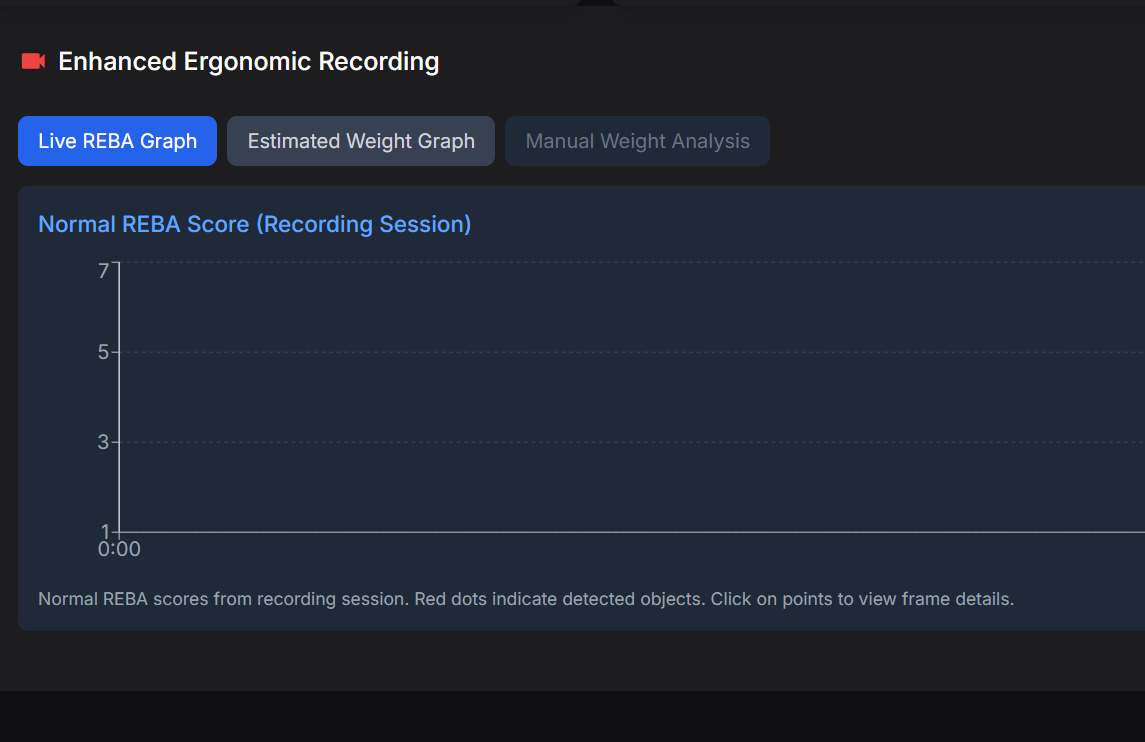 Enhanced Ergonomic Recording
Live REBA Graph
Estimated Weight Graph
Manual Weight Analysis
Normal REBA Score (Recording Session)
7
5
3
1
0:00
Normal REBA scores from recording session. Red dots indicate detected objects. Click on points to view frame details.